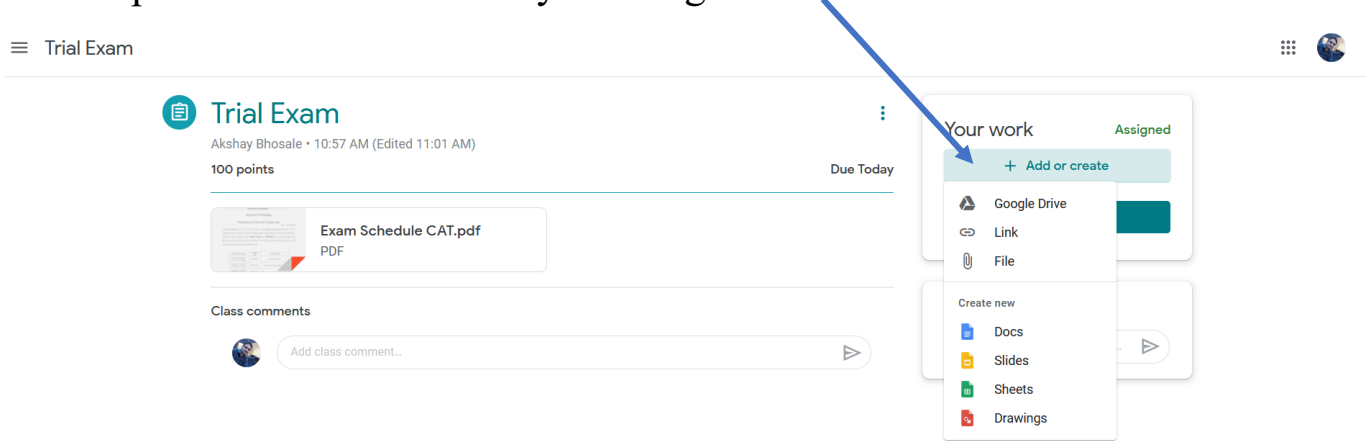 Trial Exam
Trial Exam
Akshay Bhosale • 10:57 AM (Edited 11:01 AM)
100 points
Due Today
Exam Schedule CAT.pdf
PDF
Class comments
Add class comment...
Your work
Assigned
+ Add or create
Google Drive
Link
File
Create new
Docs
Slides
Sheets
Drawings